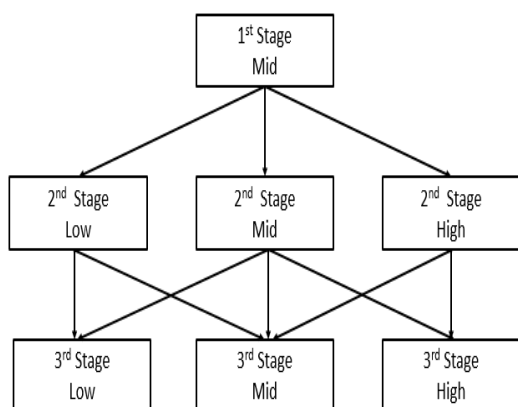 1st Stage
Mid
2nd Stage
Low
2nd Stage
Mid
2nd Stage
High
3rd Stage
Low
3rd Stage
Mid
3rd Stage
High